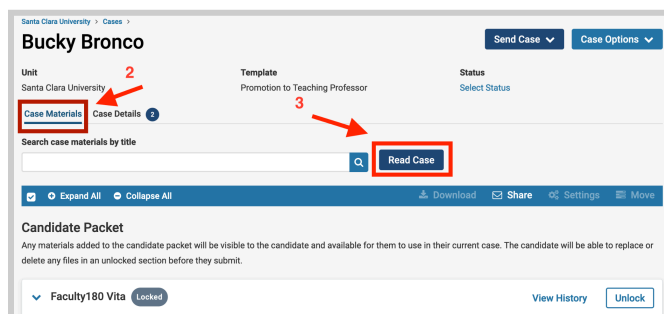 Santa Clara University > Cases >
Bucky Bronco
Send Case
Case Options
Unit
Template
Status
2
Santa Clara University
Promotion to Teaching Professor
Select Status
3
Case Materials
Case Details 2
Search case materials by title
Read Case
Expand All
Collapse All
Download
Share
Settings
Move
Candidate Packet
Any materials added to the candidate packet will be visible to the candidate and available for them to use in their current case. The candidate will be able to replace or
delete any files in an unlocked section before they submit.
Faculty180 Vita
Locked
View History
Unlock